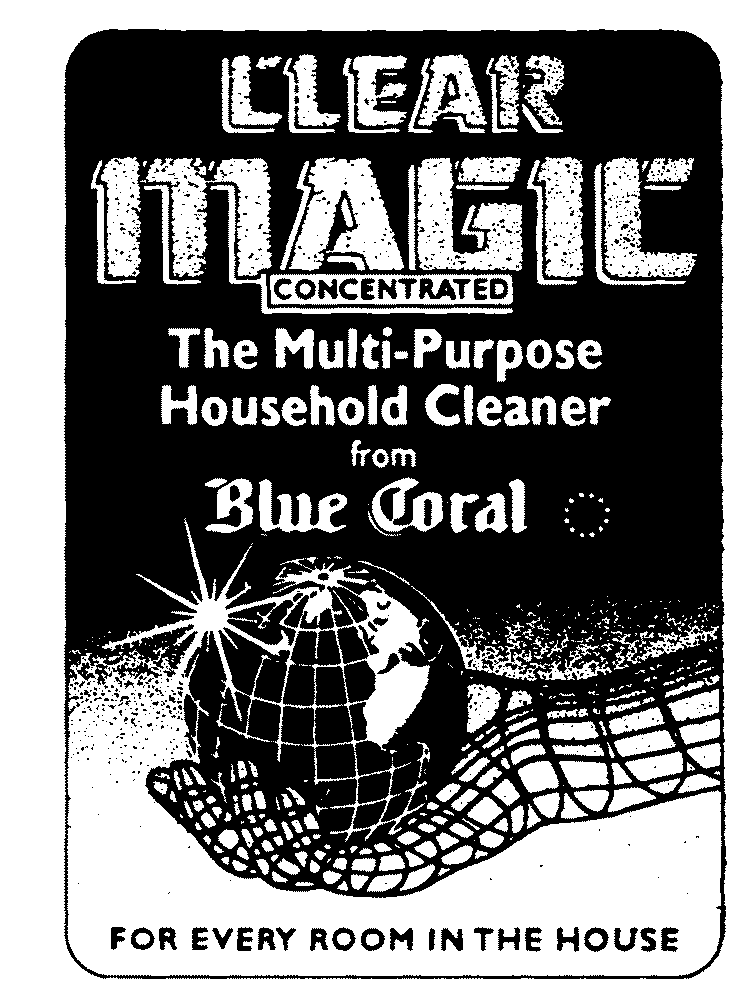 CLEAR
MAGIC
CONCENTRATED
The Multi-Purpose
Household Cleaner
from
Blue Coral
FOR EVERY ROOM IN THE HOUSE